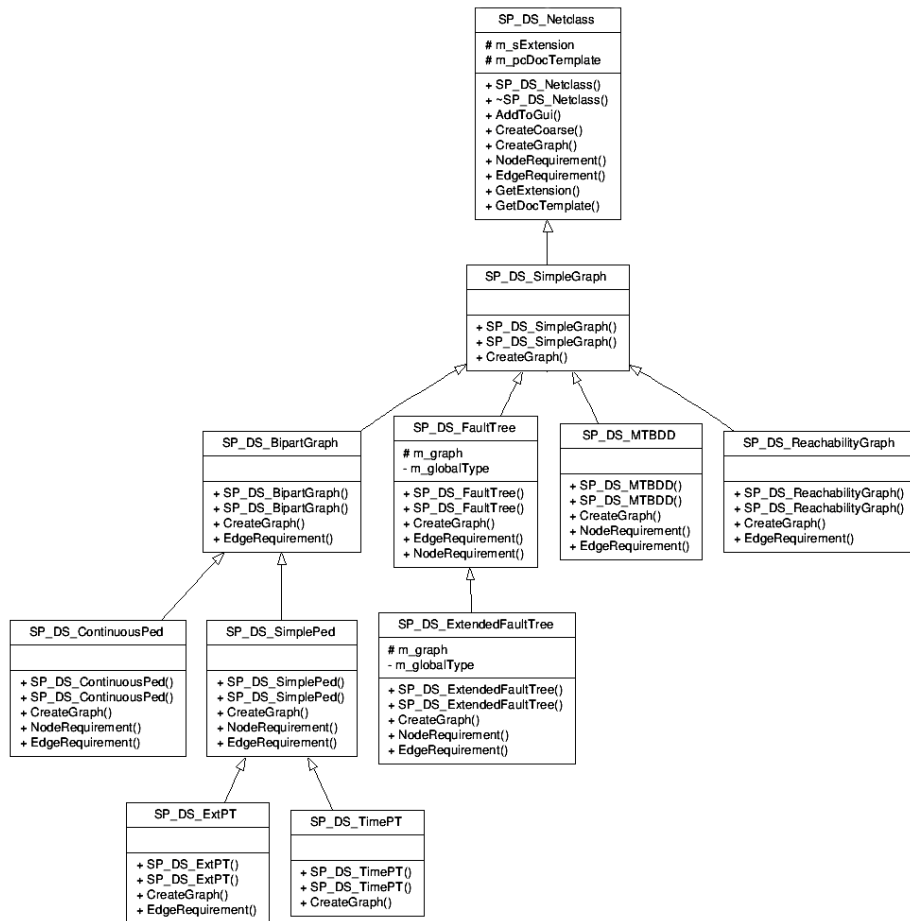 SP_DS_Netclass
# m_sExtension
# m_pcDocTemplate
+ SP_DS_Netclass()
+ ~SP_DS_Netclass()
+ AddToGui()
+ CreateCoarse()
+ CreateGraph()
+ NodeRequirement()
+ EdgeRequirement()
+ GetExtension()
+ GetDocTemplate()
SP_DS_SimpleGraph
+ SP_DS_SimpleGraph()
+ SP_DS_SimpleGraph()
+ CreateGraph()
SP_DS_BipartGraph
+ SP_DS_BipartGraph()
+ SP_DS_BipartGraph()
+ CreateGraph()
+ EdgeRequirement()
SP_DS_FaultTree
# m_graph
- m_globalType
+ SP_DS_FaultTree()
+ SP_DS_FaultTree()
+ CreateGraph()
+ EdgeRequirement()
+ NodeRequirement()
SP_DS_MTBDD
+ SP_DS_MTBDD()
+ SP_DS_MTBDD()
+ CreateGraph()
+ NodeRequirement()
+ EdgeRequirement()
SP_DS_ReachabilityGraph
+ SP_DS_ReachabilityGraph()
+ SP_DS_ReachabilityGraph()
+ CreateGraph()
+ EdgeRequirement()
SP_DS_ContinuousPed
+ SP_DS_ContinuousPed()
+ SP_DS_ContinuousPed()
+ CreateGraph()
+ NodeRequirement()
+ EdgeRequirement()
SP_DS_SimplePed
+ SP_DS_SimplePed()
+ SP_DS_SimplePed()
+ CreateGraph()
+ NodeRequirement()
+ EdgeRequirement()
SP_DS_ExtendedFaultTree
# m_graph
- m_globalType
+ SP_DS_ExtendedFaultTree()
+ SP_DS_ExtendedFaultTree()
+ CreateGraph()
+ NodeRequirement()
+ EdgeRequirement()
SP_DS_ExtPT
+ SP_DS_ExtPT()
+ SP_DS_ExtPT()
+ CreateGraph()
+ EdgeRequirement()
SP_DS_TimePT
+ SP_DS_TimePT()
+ SP_DS_TimePT()
+ CreateGraph()